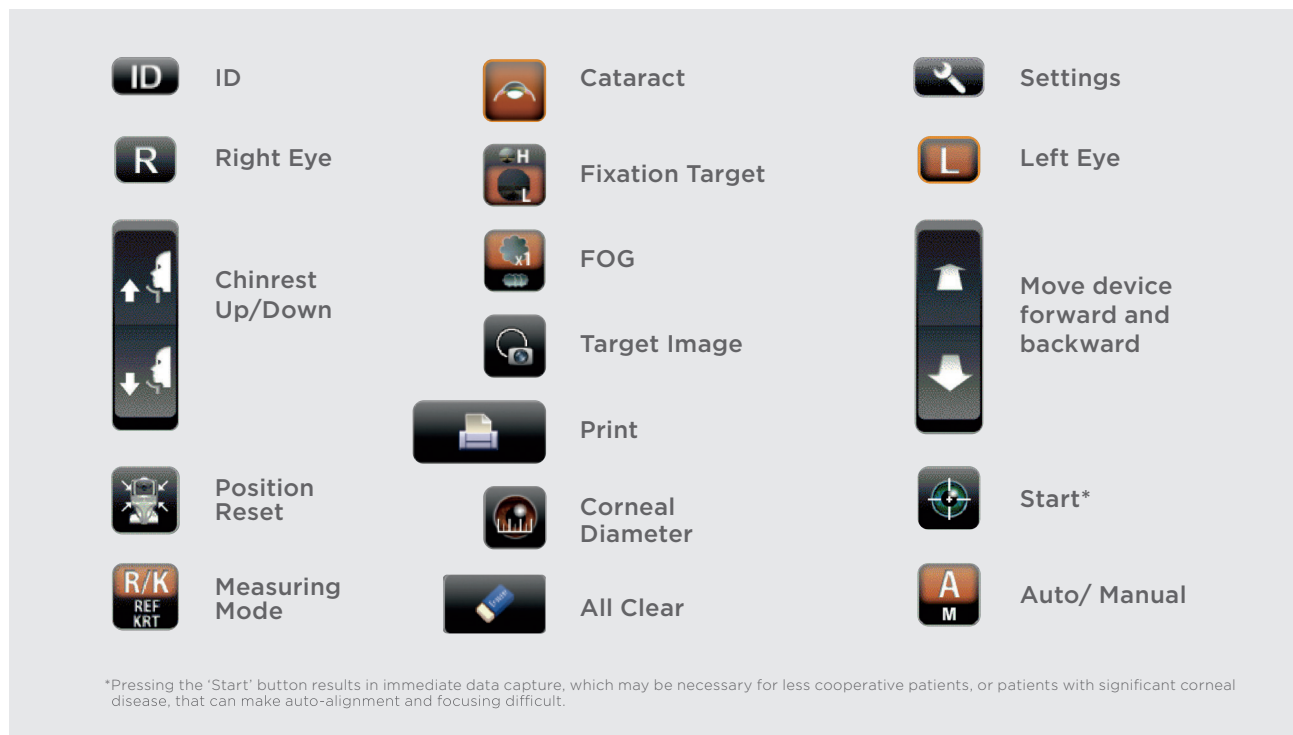 ID
ID
Cataract
Settings
R
Right Eye
H
L
Fixation Target
L
Left Eye
x1
FOG
Chinrest
Up/Down
Move device
forward and
backward
Target Image
Print
Position
Reset
Corneal
Diameter
Start*
R/K
REF
KRT
Measuring
Mode
All Clear
A
M
Auto/ Manual
*Pressing the ‘Start’ button results in immediate data capture, which may be necessary for less cooperative patients, or patients with significant corneal
disease, that can make auto-alignment and focusing difficult.